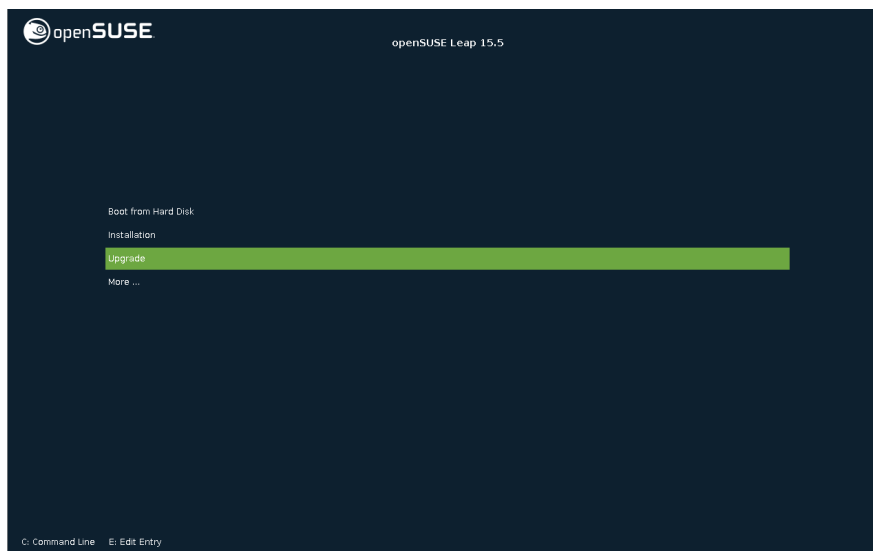 openSUSE
openSUSE Leap 15.5
Boot from Hard Disk
Installation
Upgrade
More ...
C: Command Line E: Edit Entry